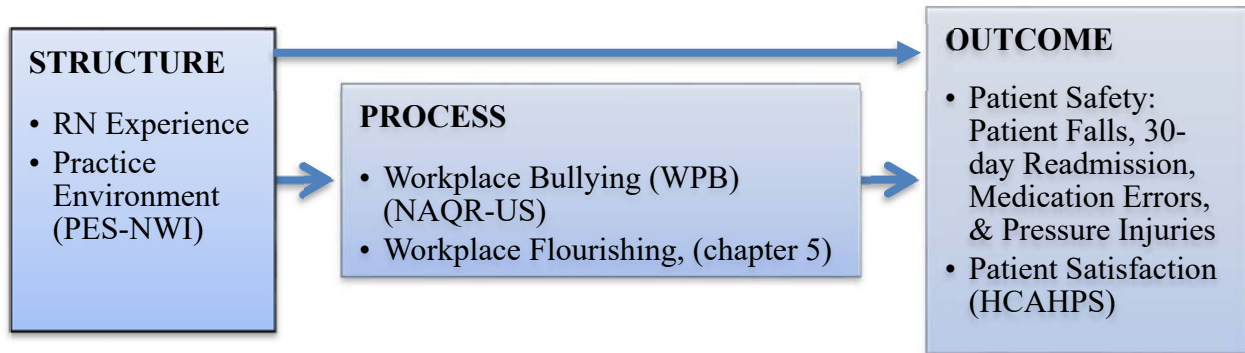 STRUCTURE
• RN Experience
• Practice
Environment
(PES-NWI)
PROCESS
• Workplace Bullying (WPB)
(NAQR-US)
• Workplace Flourishing, (chapter 5)
OUTCOME
• Patient Safety:
Patient Falls, 30-
day Readmission,
Medication Errors,
& Pressure Injuries
• Patient Satisfaction
(HCAHPS)